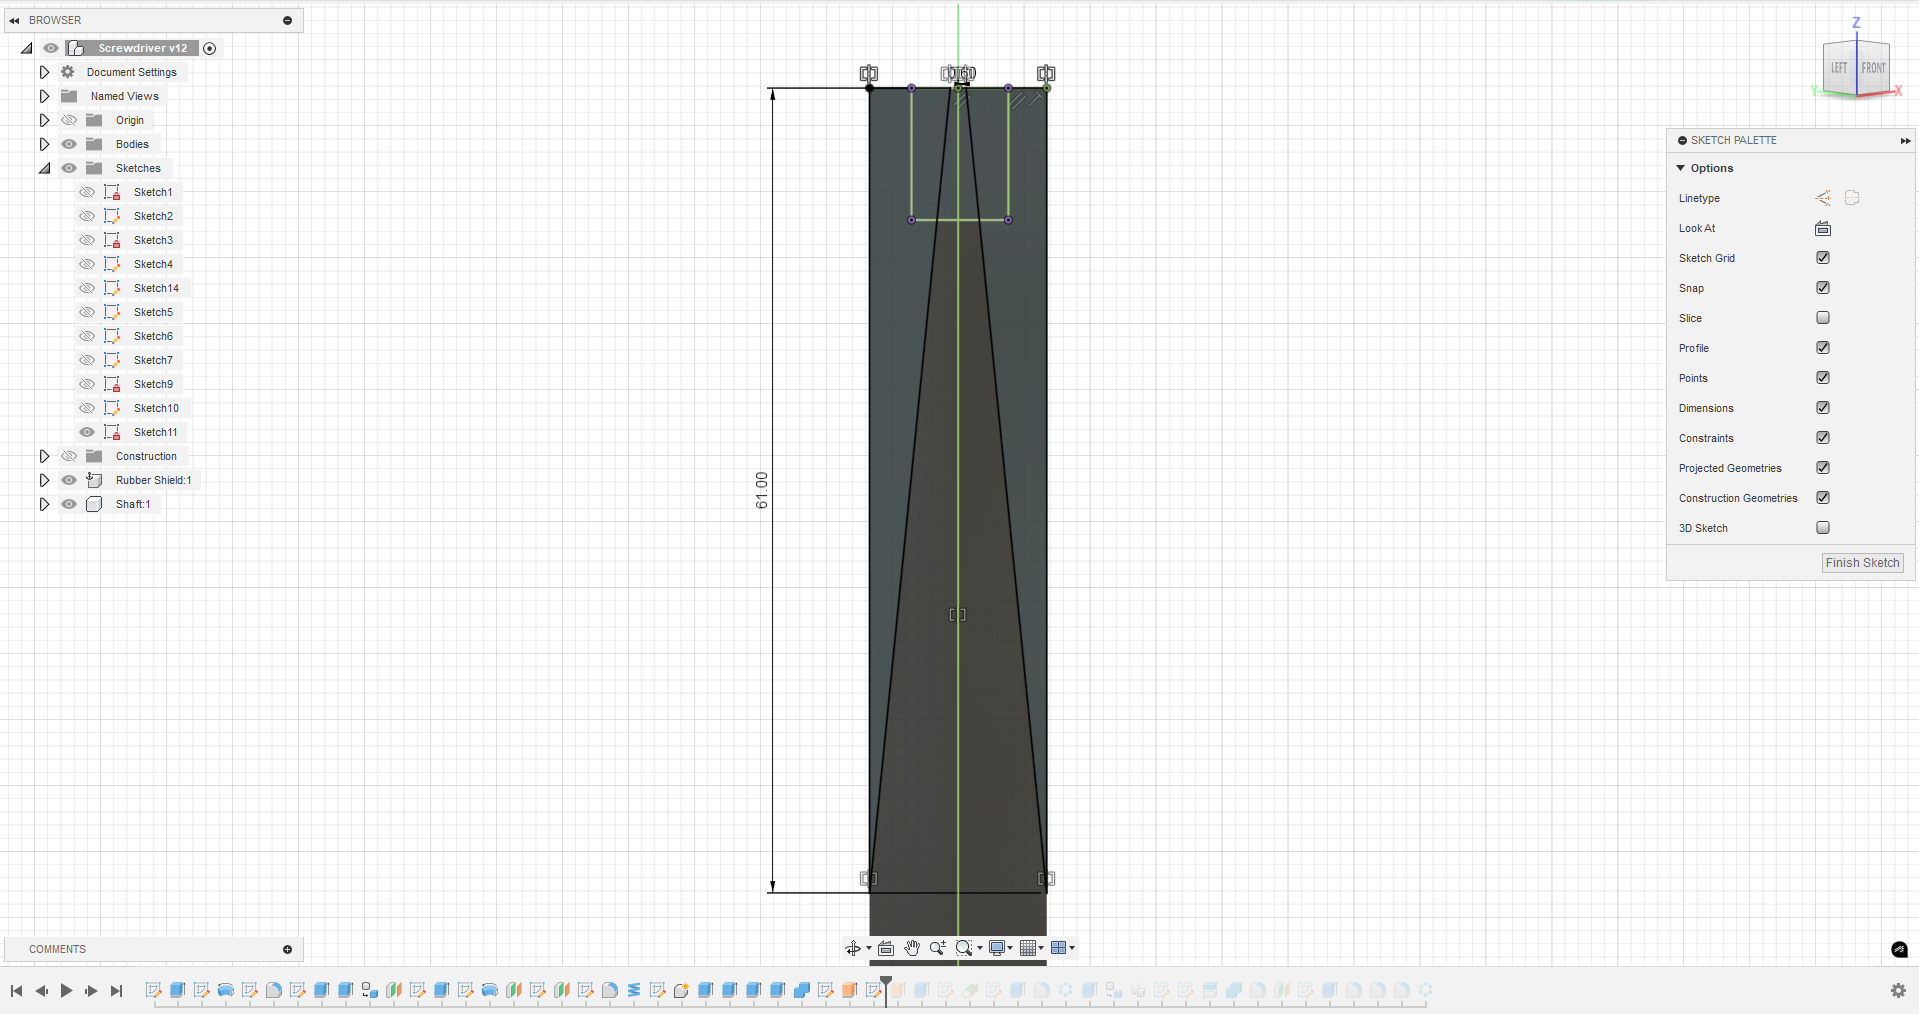 BROWSER
Screwdriver v12
Document Settings
Named Views
Origin
Bodies
Sketches
Sketch1
Sketch2
Sketch3
Sketch4
Sketch14
Sketch5
Sketch6
Sketch7
Sketch9
Sketch10
Sketch11
Construction
Rubber Shield:1
Shaft:1
61.00
Z
LEFT
FRONT
Y
X
SKETCH PALETTE
Options
Linetype
Look At
Sketch Grid
Snap
Slice
Profile
Points
Dimensions
Constraints
Projected Geometries
Construction Geometries
3D Sketch
Finish Sketch
COMMENTS